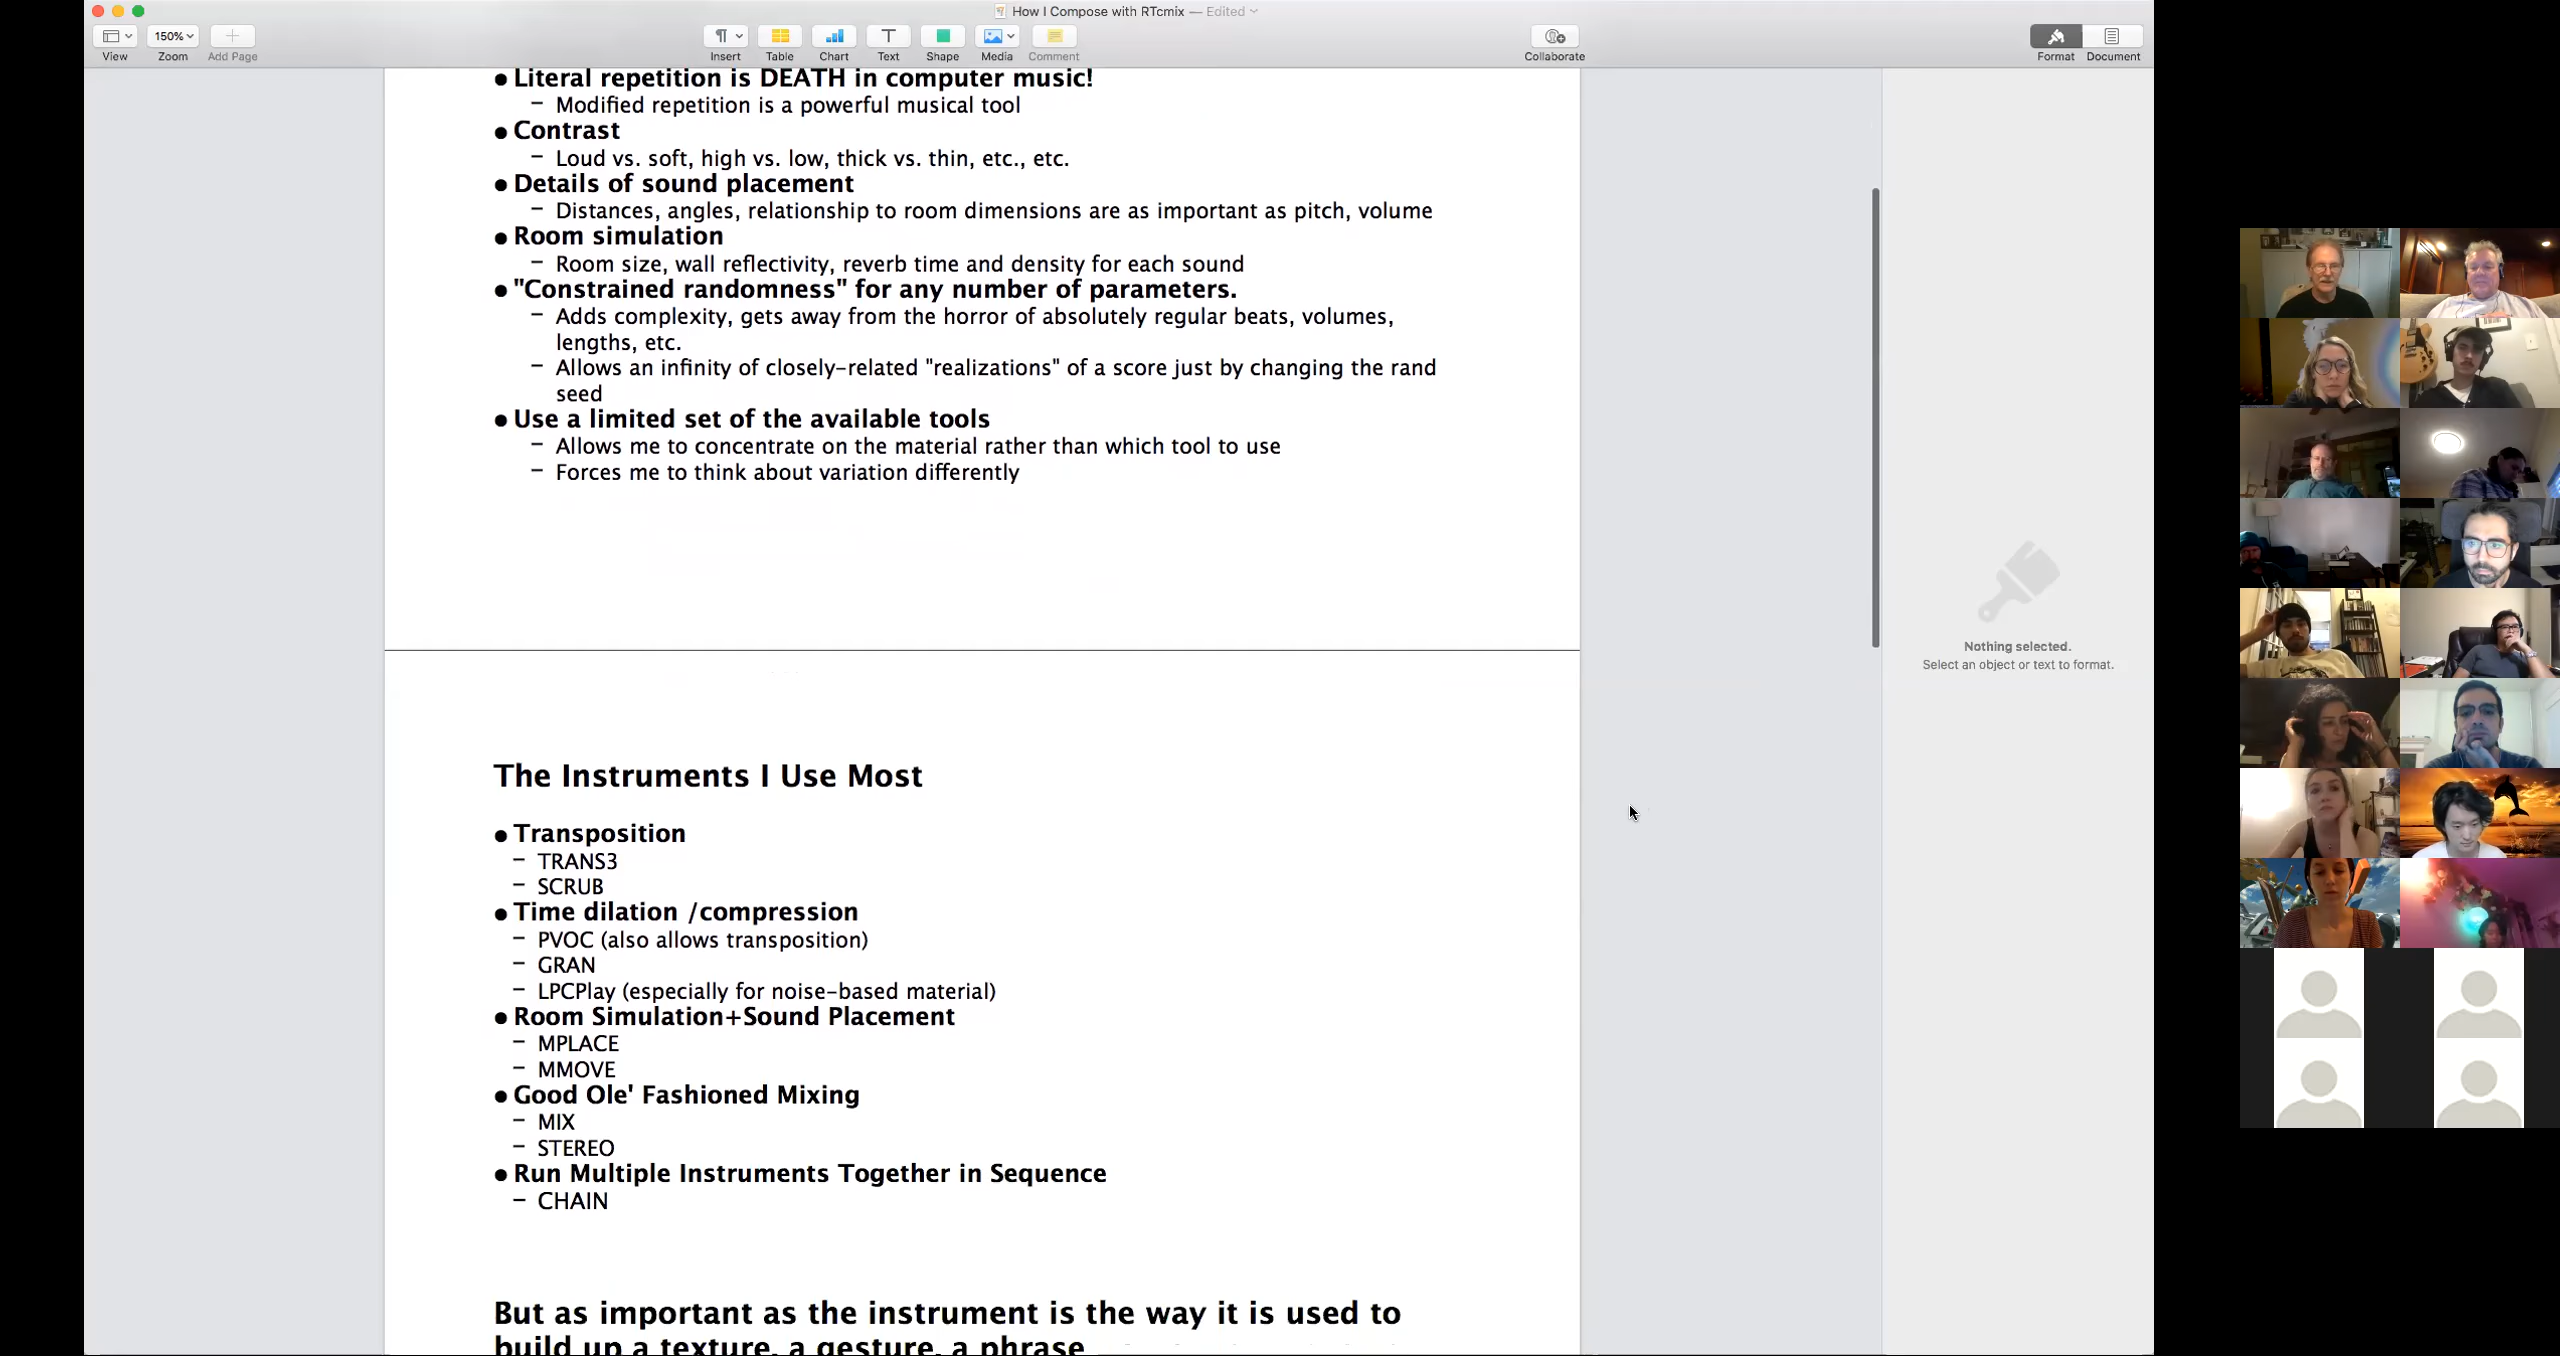 How I Compose with RTcmix — Edited
150%
View
Zoom
Add Page
Insert
Table
Chart
Text
Shape
Media
Comment
Collaborate
Format
Document
● Literal repetition is DEATH in computer music!
– Modified repetition is a powerful musical tool
● Contrast
– Loud vs. soft, high vs. low, thick vs. thin, etc., etc.
● Details of sound placement
– Distances, angles, relationship to room dimensions are as important as pitch, volume
● Room simulation
– Room size, wall reflectivity, reverb time and density for each sound
● "Constrained randomness" for any number of parameters.
– Adds complexity, gets away from the horror of absolutely regular beats, volumes,
lengths, etc.
– Allows an infinity of closely-related "realizations" of a score just by changing the rand
seed
● Use a limited set of the available tools
– Allows me to concentrate on the material rather than which tool to use
– Forces me to think about variation differently
The Instruments I Use Most
● Transposition
– TRANS3
– SCRUB
● Time dilation /compression
– PVOC (also allows transposition)
– GRAN
– LPCPlay (especially for noise-based material)
● Room Simulation+Sound Placement
– MPLACE
– MMOVE
● Good Ole' Fashioned Mixing
– MIX
– STEREO
● Run Multiple Instruments Together in Sequence
– CHAIN
But as important as the instrument is the way it is used to
build up a texture, a gesture, a phrase
Nothing selected.
Select an object or text to format.